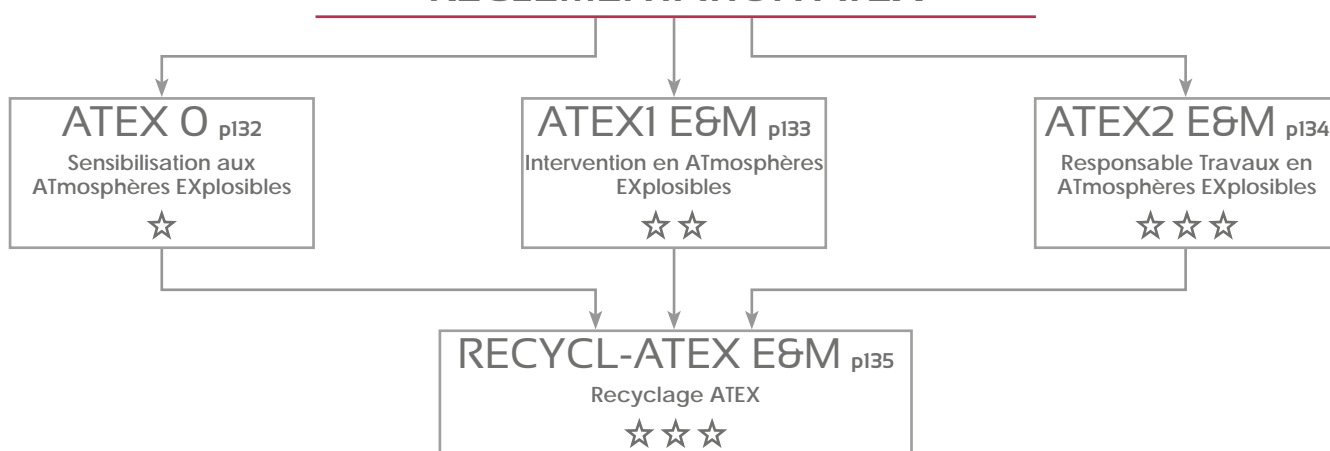 ATEX 0 p132
Sensibilisation aux
ATmosphères EXplosibles
ATEX1 E&M p133
Intervention en ATmosphères
EXplosibles
ATEX2 E&M p134
Responsable Travaux en
ATmosphères EXplosibles
RECYCL-ATEX E&M p135
Recyclage ATEX